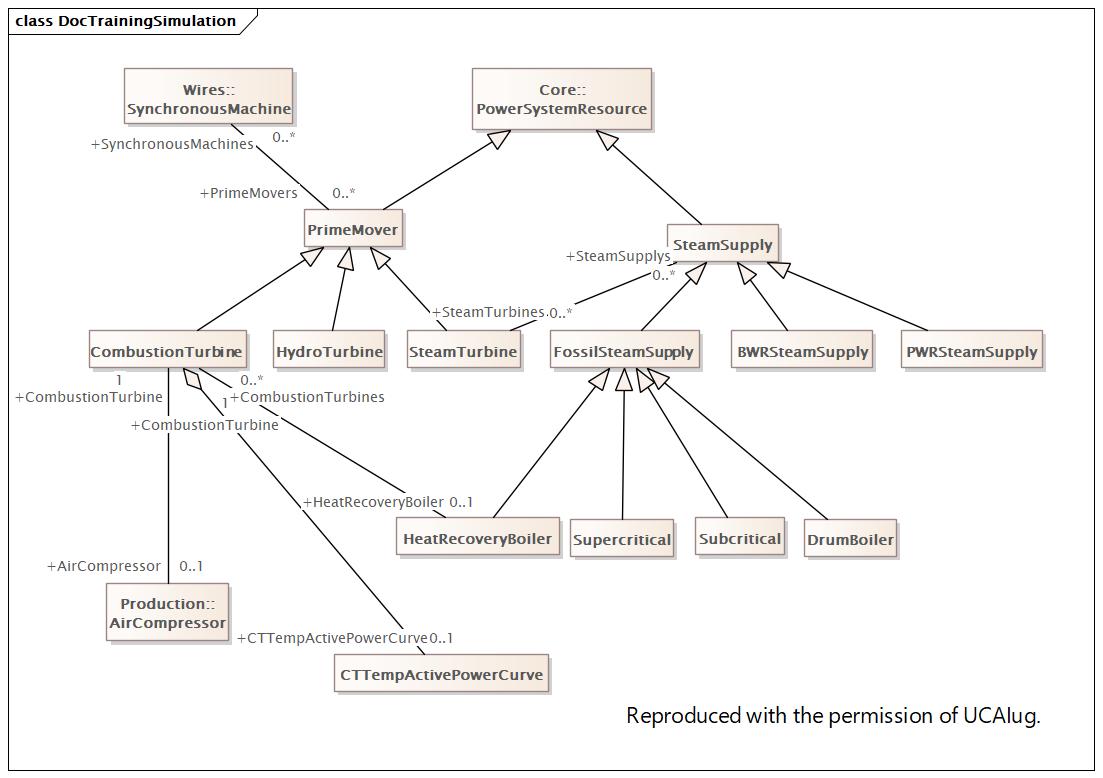 class DocTrainingSimulation
Wires::
SynchronousMachine
Core::
PowerSystemResource
+SynchronousMachines
0..*
+PrimeMovers
0..*
PrimeMover
SteamSupply
+SteamSupplys
0..*
+SteamTurbines
0..*
CombustionTurbine
HydroTurbine
SteamTurbine
FossilSteamSupply
BWRSteamSupply
PWRSteamSupply
1
0..*
+CombustionTurbine
1
+CombustionTurbines
+CombustionTurbine
+HeatRecoveryBoiler
0..1
HeatRecoveryBoiler
Supercritical
Subcritical
DrumBoiler
+AirCompressor
0..1
Production::
AirCompressor
+CTTempActivePowerCurve
0..1
CTTempActivePowerCurve
Reproduced with the permission of UCAIug.